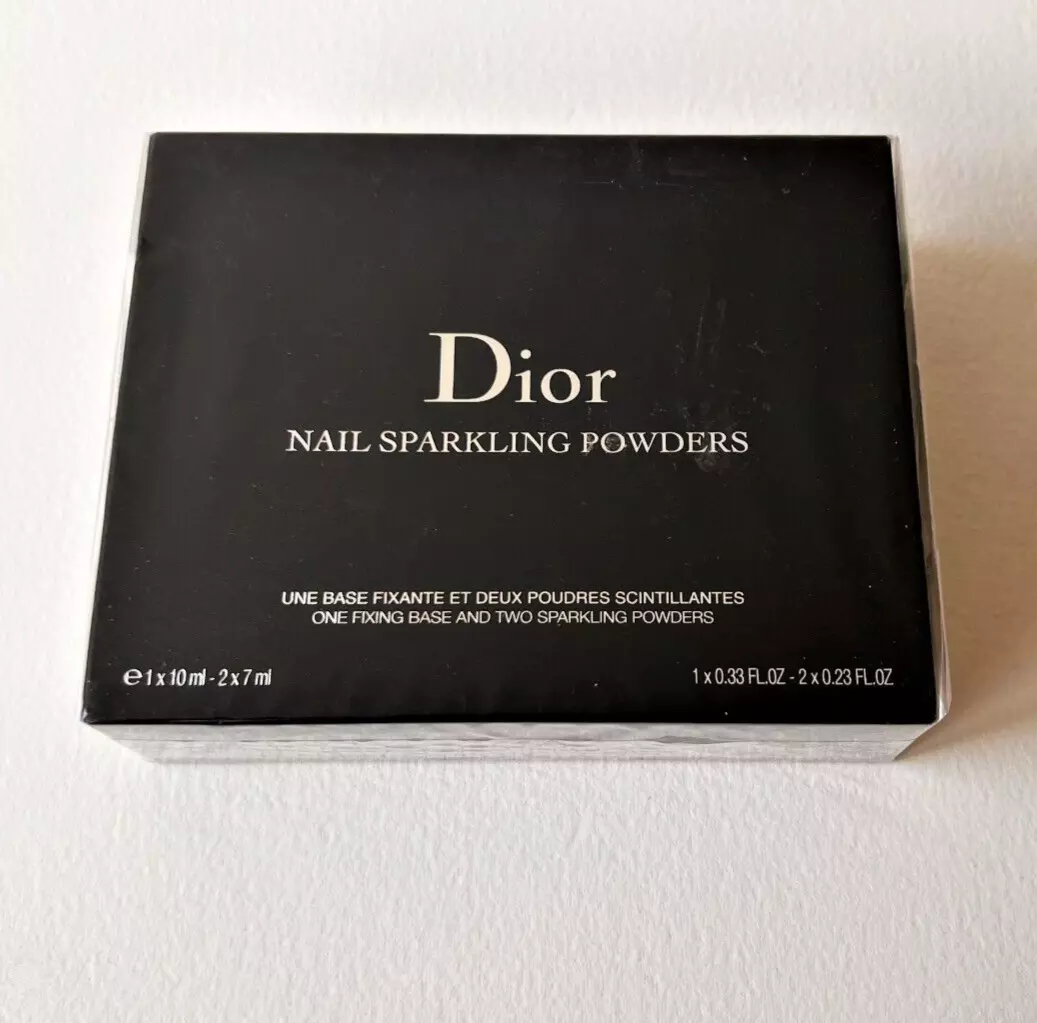 Dior
NAIL SPARKLING POWDERS
UNE BASE FIXANTE ET DEUX POUDRES SCINTILLANTES
ONE FIXING BASE AND TWO SPARKLING POWDERS
℮ 1 x 10 ml - 2 x 7 ml
1 x 0.33 FL.OZ - 2 x 0.23 FL.OZ